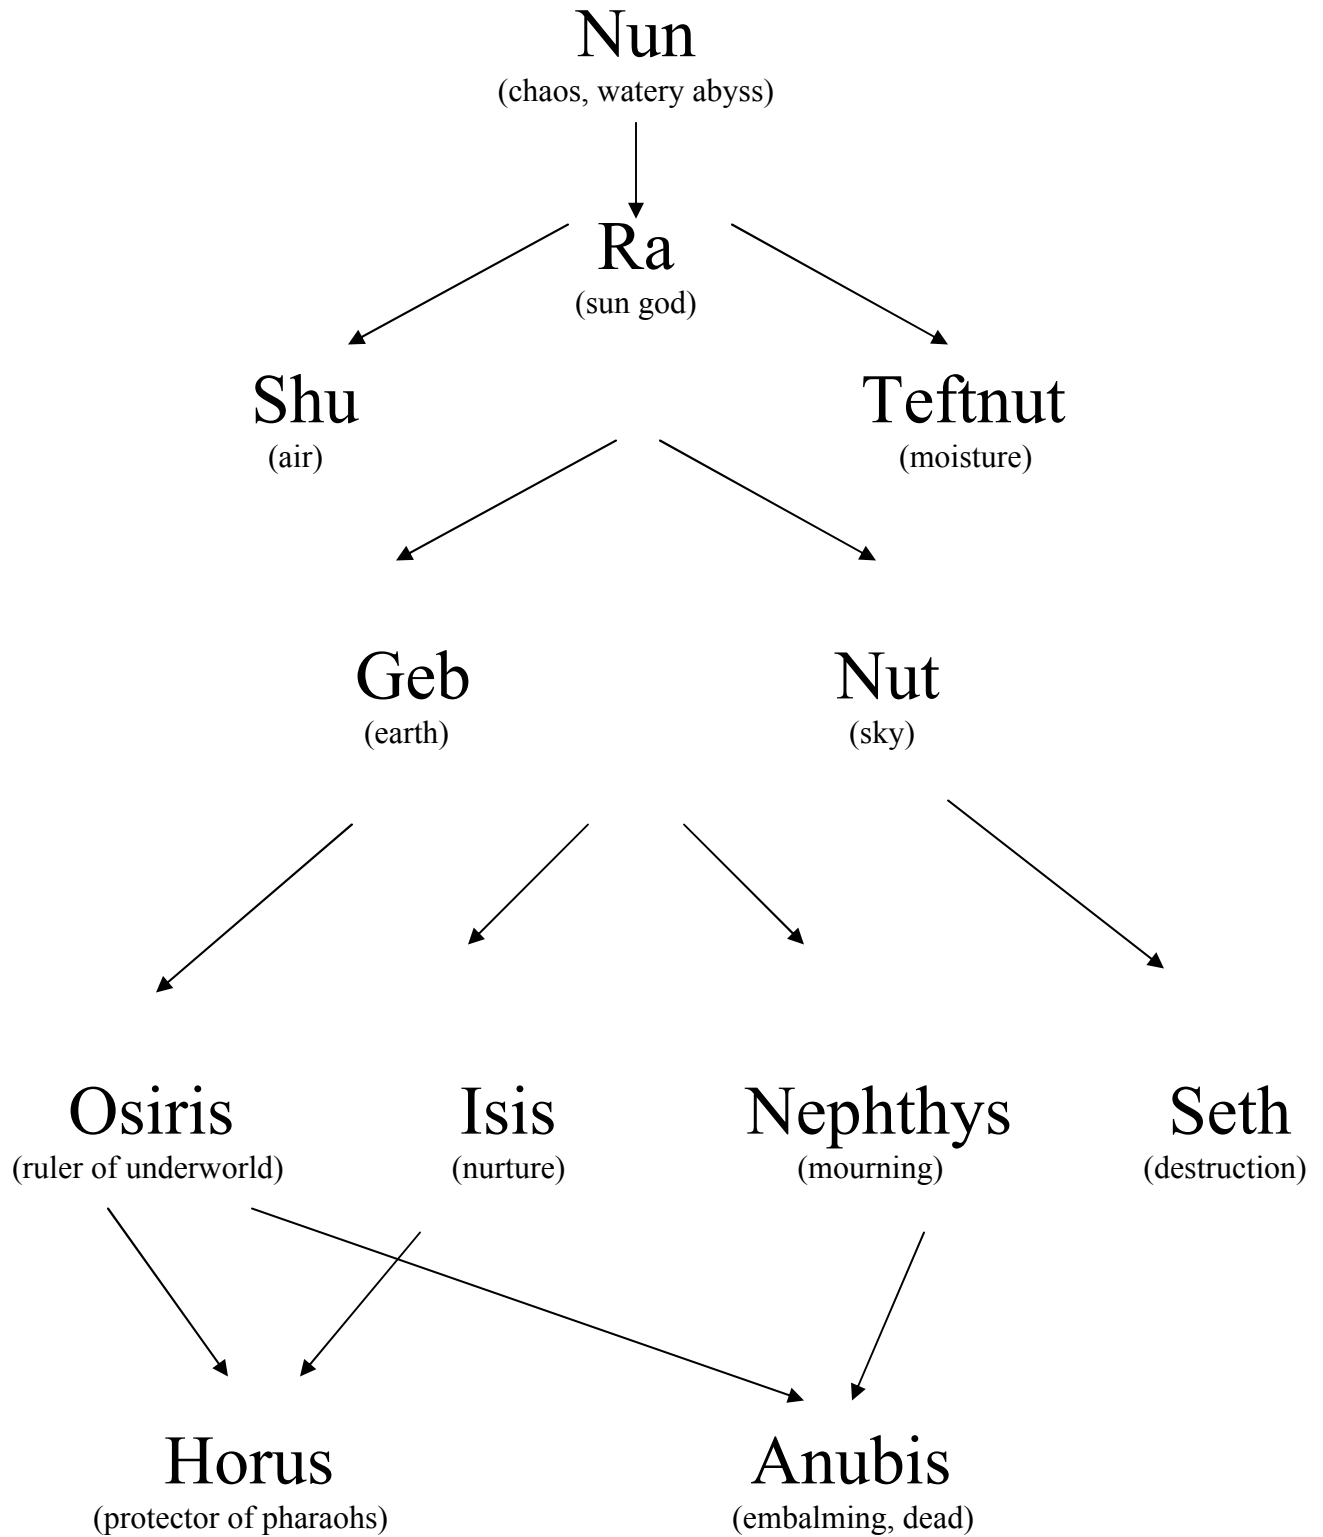 Nun
(chaos, watery abyss)
Ra
(sun god)
Shu
(air)
Teftnut
(moisture)
Geb
(earth)
Nut
(sky)
Osiris
(ruler of underworld)
Isis
(nurture)
Nephthys
(mourning)
Seth
(destruction)
Horus
(protector of pharaohs)
Anubis
(embalming, dead)